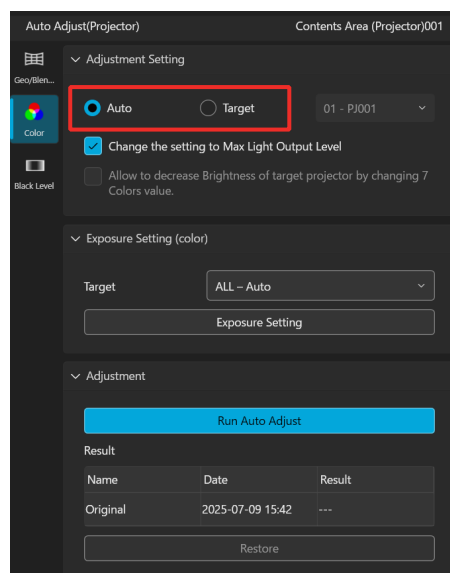 Auto Adjust(Projector) Contents Area (Projector)001
Geo/Blen...
Color
Black Level
Adjustment Setting
Auto Target 01 - PJ001
Change the setting to Max Light Output Level
Allow to decrease Brightness of target projector by changing 7
Colors value.
Exposure Setting (color)
Target ALL – Auto
Exposure Setting
Adjustment
Run Auto Adjust
Result
Name Date Result
Original 2025-07-09 15:42 ---
Restore